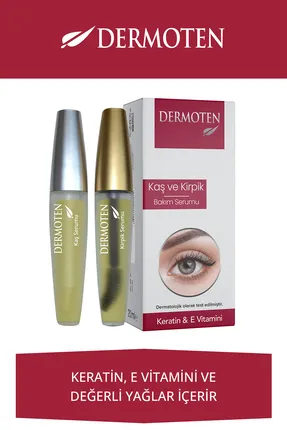 DERMOTEN
DERMOTEN
Kaş Serumu
DERMOTEN
Kirpik Serumu
DERMOTEN
Kaş ve Kirpik
Bakım Serumu
Dermatolojik olarak test edilmiştir.
Keratin & E Vitamini
KERATİN, E VİTAMİNİ VE
DEĞERLİ YAĞLAR İÇERİR